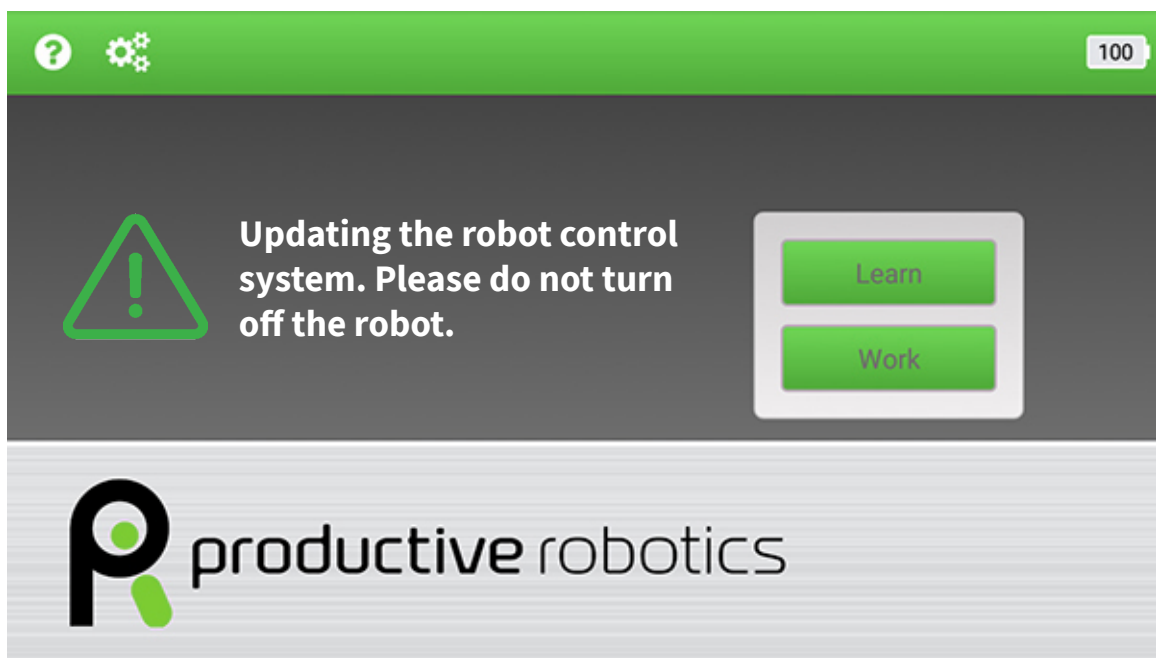 ?
100
Updating the robot control
system. Please do not turn
off the robot.
Learn
Work
productive robotics